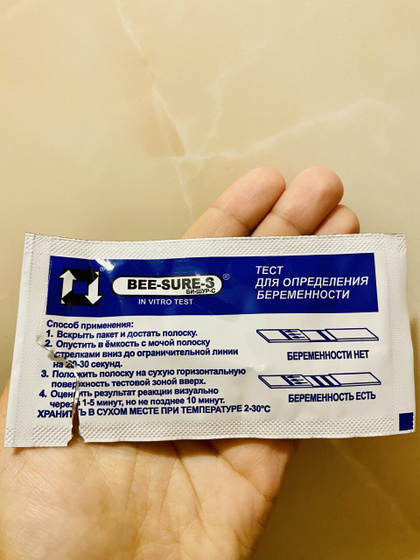 BEE-SURE-S®
БИ-ШУР-С
IN VITRO TEST
ТЕСТ
ДЛЯ ОПРЕДЕЛЕНИЯ
БЕРЕМЕННОСТИ
Способ применения:
1. Вскрыть пакет и достать полоску.
2. Опустить в ёмкость с мочой полоску
стрелками вниз до ограничительной линии
на 20-30 секунд.
3. Положить полоску на сухую горизонтальную
поверхность тестовой зоной вверх.
4. Оценить результат реакции визуально
через 1-5 минут, но не позднее 10 минут.
ХРАНИТЬ В СУХОМ МЕСТЕ ПРИ ТЕМПЕРАТУРЕ 2-30°С
БЕРЕМЕННОСТИ НЕТ
БЕРЕМЕННОСТЬ ЕСТЬ